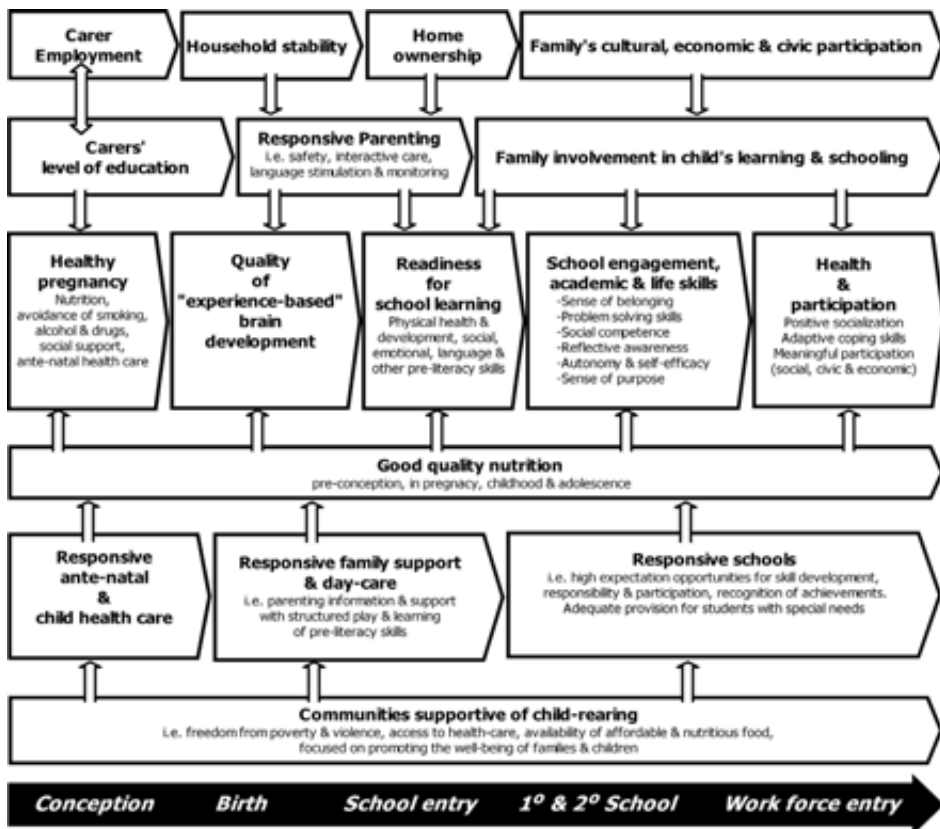 Carer
Employment
Household stability
Home
ownership
Family's cultural, economic & civic participation
Carers'
level of education
Responsive Parenting
i.e. safety, interactive care,
language stimulation & monitoring
Family involvement in child's learning & schooling
Healthy
pregnancy
Nutrition,
avoidance of smoking,
alcohol & drugs,
social support,
ante-natal health care
Quality
of
"experience-based"
brain
development
Readiness
for
school learning
Physical health &
development, social,
emotional, language &
other pre-literacy skills
School engagement,
academic & life skills
-Sense of belonging
-Problem solving skills
-Social competence
-Reflective awareness
-Autonomy & self-efficacy
-Sense of purpose
Health
&
participation
Positive socialization
Adaptive coping skills
Meaningful participation
(social, civic & economic)
Good quality nutrition
pre-conception, in pregnacy, childhood & adolescence
Responsive
ante-natal
&
child health care
Responsive family support
& day-care
i.e. parenting information & support
with structured play & learning
of pre-literacy skills
Responsive schools
i.e. high expectation opportunities for skill development,
responsibility & participation, recognition of achievements.
Adequate provision for students with special needs
Communities supportive of child-rearing
i.e. freedom from poverty & violence, access to health-care, availability of affordable & nutritious food,
focused on promoting the well-being of families & children
Conception Birth School entry 1º & 2º School Work force entry